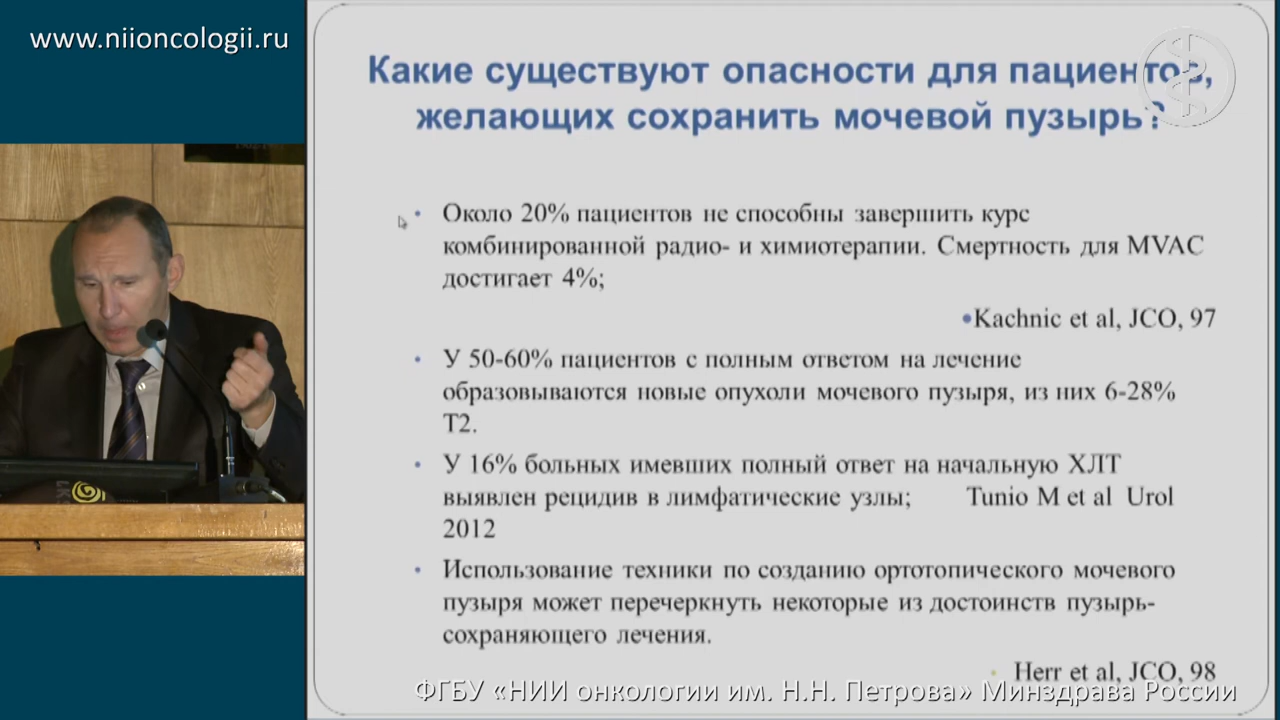 www.niioncologii.ru
Какие существуют опасности для пациентов,
желающих сохранить мочевой пузырь?
• Около 20% пациентов не способны завершить курс
комбинированной радио- и химиотерапии. Смертность для MVAC
достигает 4%;
•Kachnic et al, JCO, 97
• У 50-60% пациентов с полным ответом на лечение
образовываются новые опухоли мочевого пузыря, из них 6-28%
Т2.
• У 16% больных имевших полный ответ на начальную ХЛТ
выявлен рецидив в лимфатические узлы; Tunio M et al Urol
2012
• Использование техники по созданию ортотопического мочевого
пузыря может перечеркнуть некоторые из достоинств пузырь-
сохраняющего лечения.
• Herr et al, JCO, 98
ФГБУ «НИИ онкологии им. Н.Н. Петрова» Минздрава России